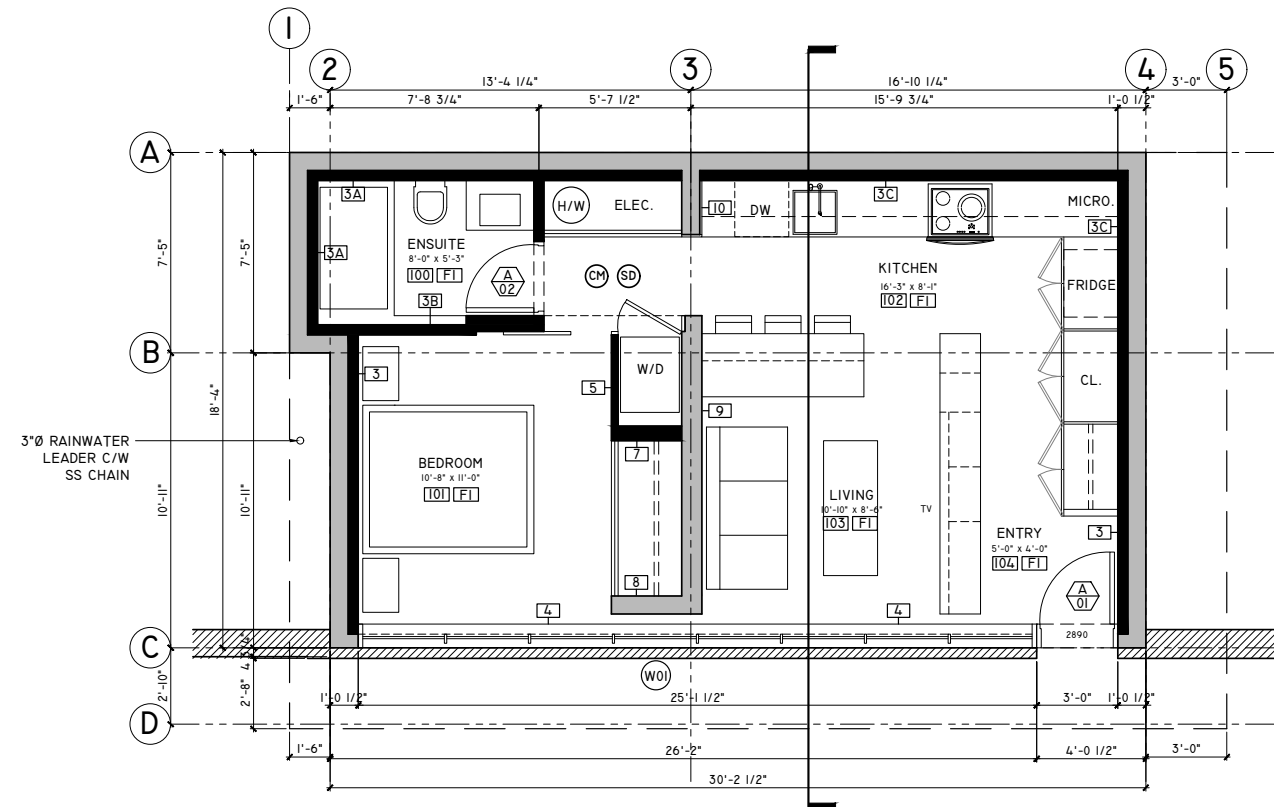 1
2
3
4
5
13'-4 1/4"
16'-10 1/4"
3'-0"
1'-6"
7'-8 3/4"
5'-7 1/2"
15'-9 3/4"
1'-0 1/2"
A
B
C
D
7'-5"
7'-5"
18'-4"
10'-11"
10'-11"
4 3/4"
2'-10"
2'-8"
3"Ø RAINWATER
LEADER C/W
SS CHAIN
3A
3A
ENSUITE
8'-0" x 5'-3"
100 F1
3B
A
02
H/W
ELEC.
CM
SD
10
DW
3C
MICRO.
3C
KITCHEN
16'-3" x 8'-1"
102 F1
FRIDGE
CL.
3
5
W/D
9
7
8
BEDROOM
10'-8" x 11'-0"
101 F1
LIVING
10'-10" x 8'-6"
103 F1
TV
ENTRY
5'-0" x 4'-0"
104 F1
3
A
01
2890
4
4
W01
1'-0 1/2"
25'-1 1/2"
3'-0"
1'-0 1/2"
1'-6"
26'-2"
4'-0 1/2"
3'-0"
30'-2 1/2"